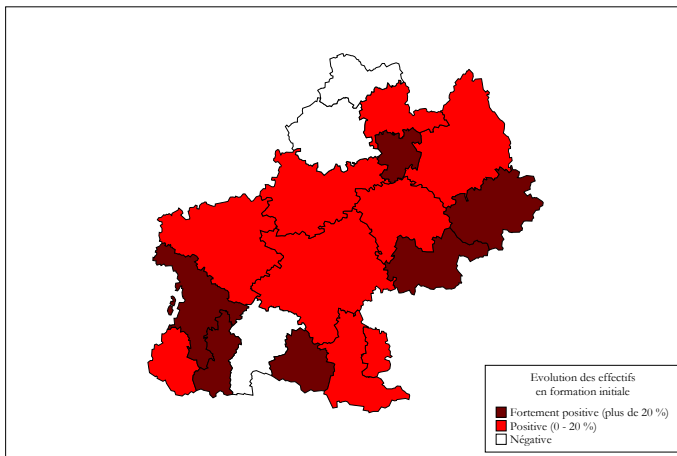 Evolution des effectifs
en formation initiale
Fortement positive (plus de 20 %)
Positive (0 - 20 %)
Négative